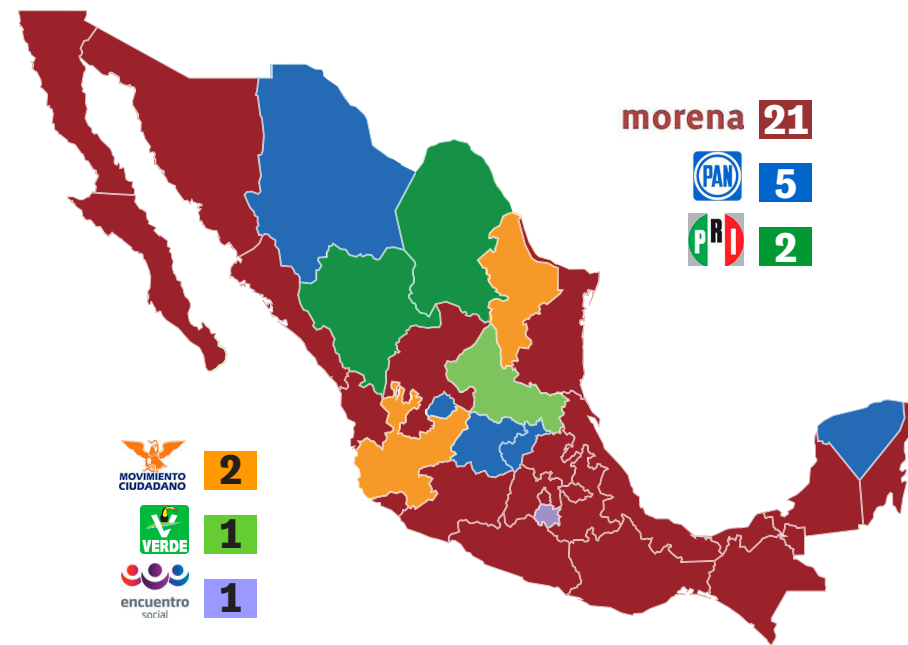 morena 21
PAN 5
PRI 2
MOVIMIENTO
CIUDADANO
2
VERDE
1
encuentro
social
1